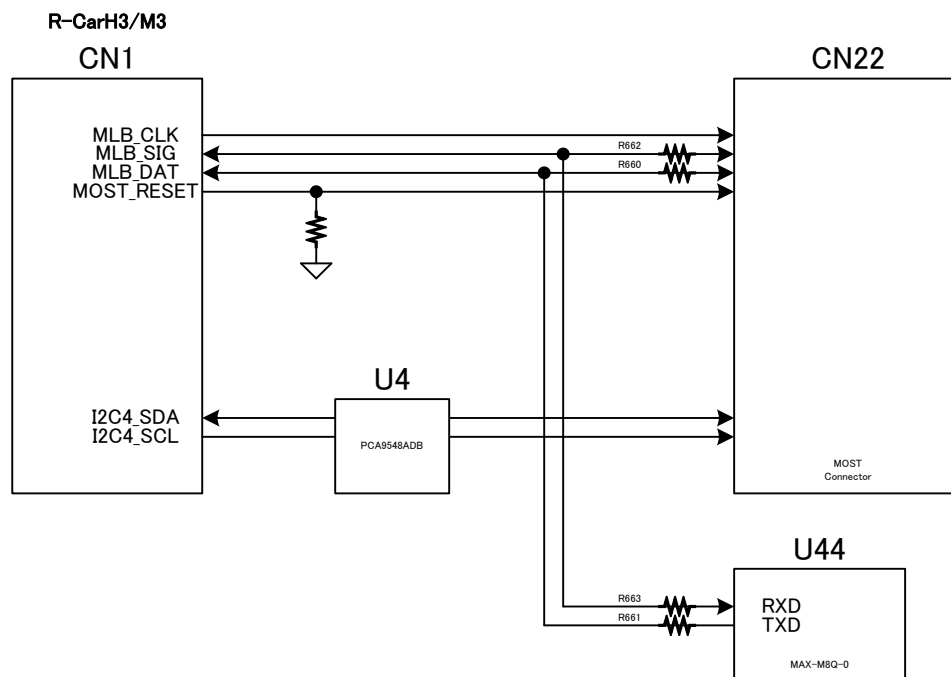 R-CarH3/M3
CN1
CN22
MLB_CLK
MLB_SIG
MLB_DAT
MOST_RESET
R662
R660
U4
I2C4_SDA
I2C4_SCL
PCA9548ADB
MOST
Connector
U44
R663
R661
RXD
TXD
MAX-M8Q-0